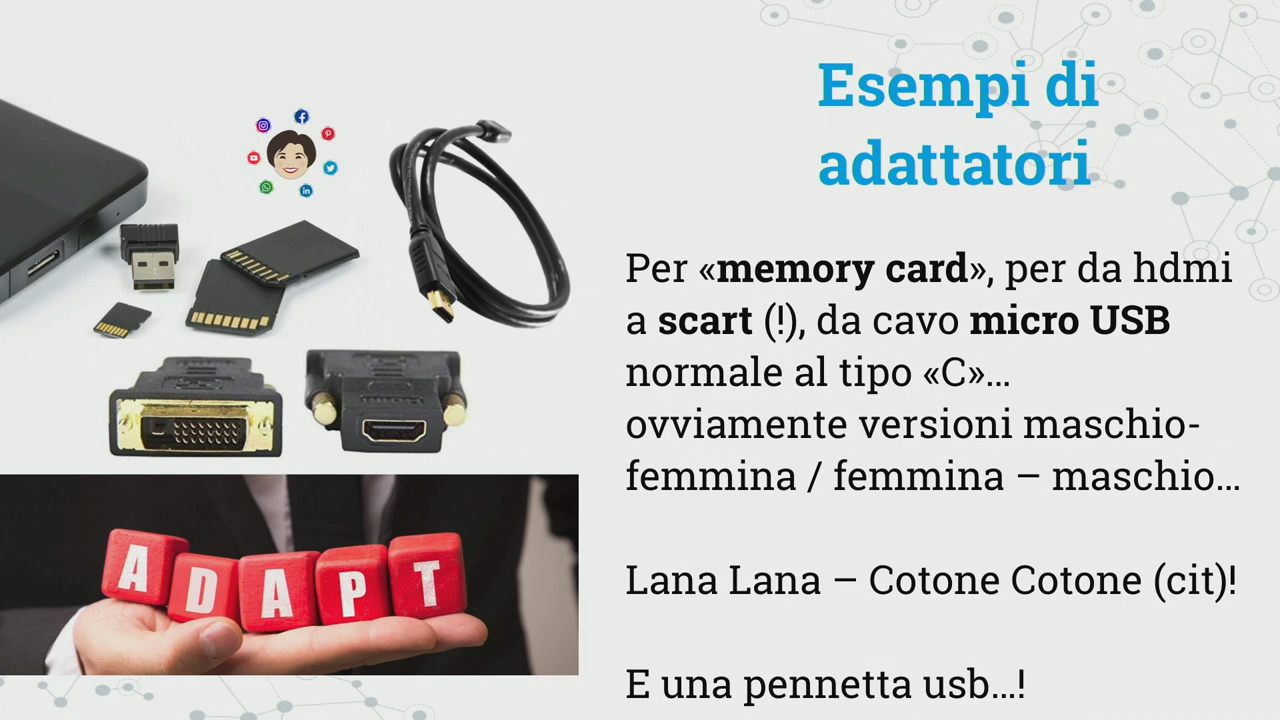 Esempi di
adattatori
Per «memory card», per da hdmi
a scart (!), da cavo micro USB
normale al tipo «C»...
ovviamente versioni maschio-
femmina / femmina – maschio...
Lana Lana – Cotone Cotone (cit)!
E una pennetta usb...!
ADAPT